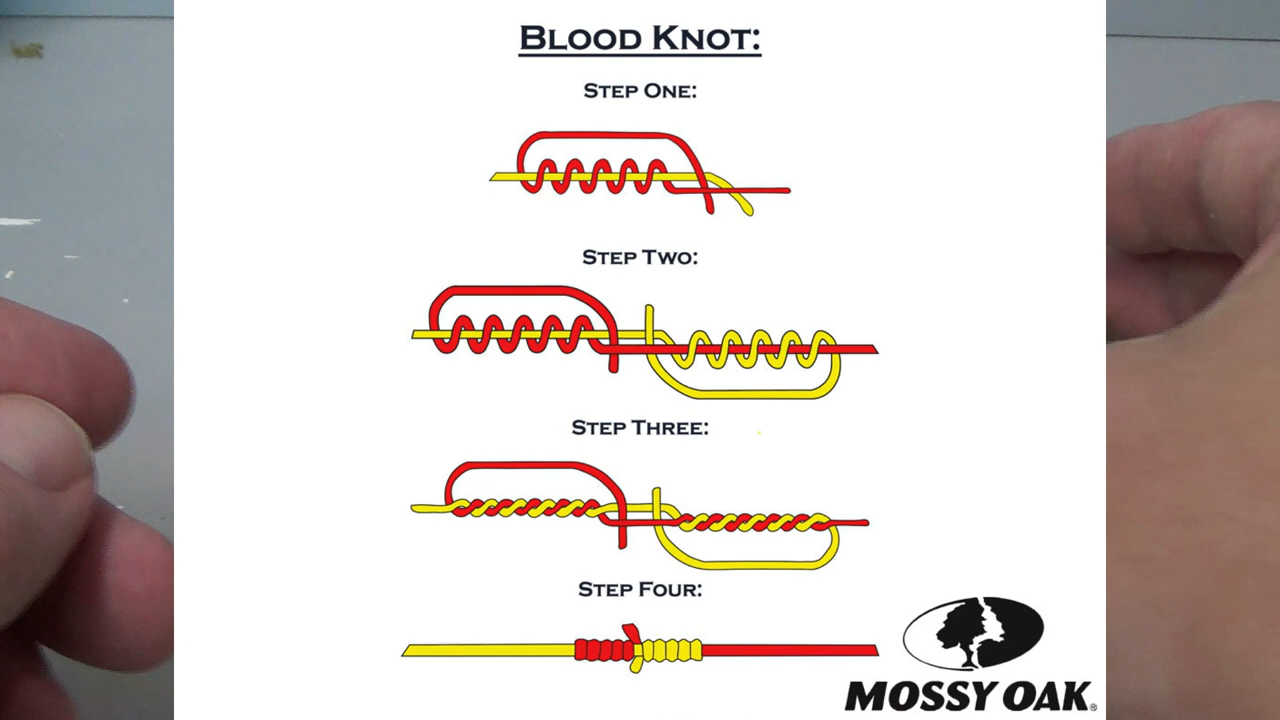 BLOOD KNOT:
STEP ONE:
STEP TWO:
STEP THREE:
STEP FOUR:
MOSSY OAK®